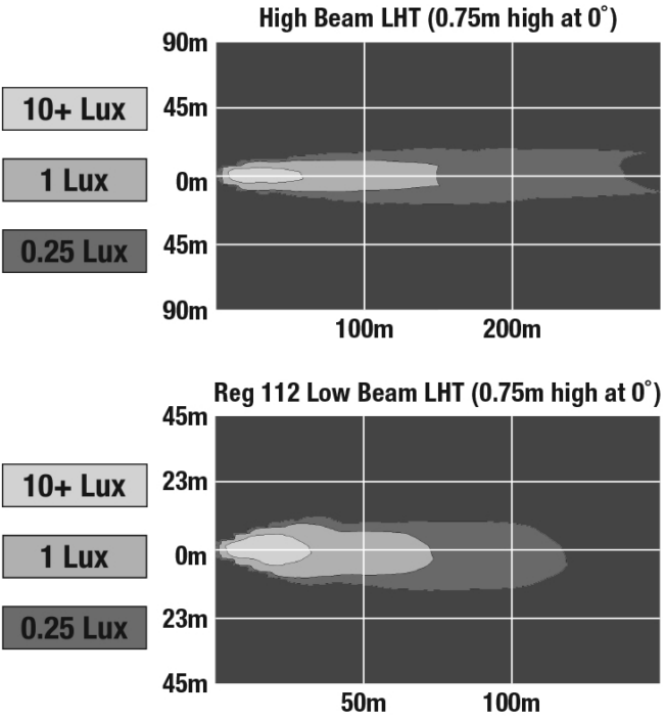 High Beam LHT (0.75m high at 0˚)
90m
10+ Lux
45m
1 Lux
0m
0.25 Lux
45m
90m
100m 200m
Reg 112 Low Beam LHT (0.75m high at 0˚)
45m
10+ Lux
23m
1 Lux
0m
0.25 Lux
23m
45m
50m 100m